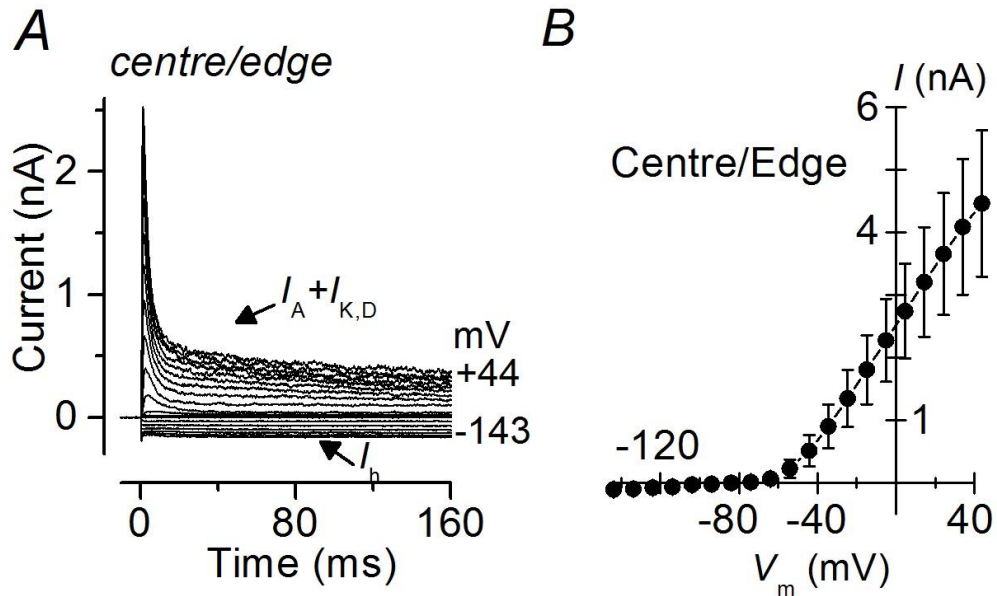 A
centre/edge
Current (nA)
2
1
0
I_A+I_K,D
mV
+44
-143
I_h
0 80 160
Time (ms)
B
I (nA)
6
Centre/Edge
4
1
-120
-80 -40 40
V_m (mV)